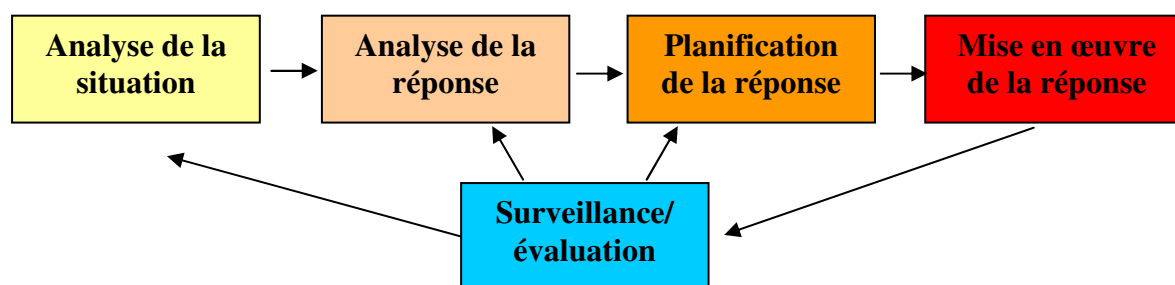 Analyse de la
situation
Analyse de la
réponse
Planification
de la réponse
Mise en œuvre
de la réponse
Surveillance/
évaluation